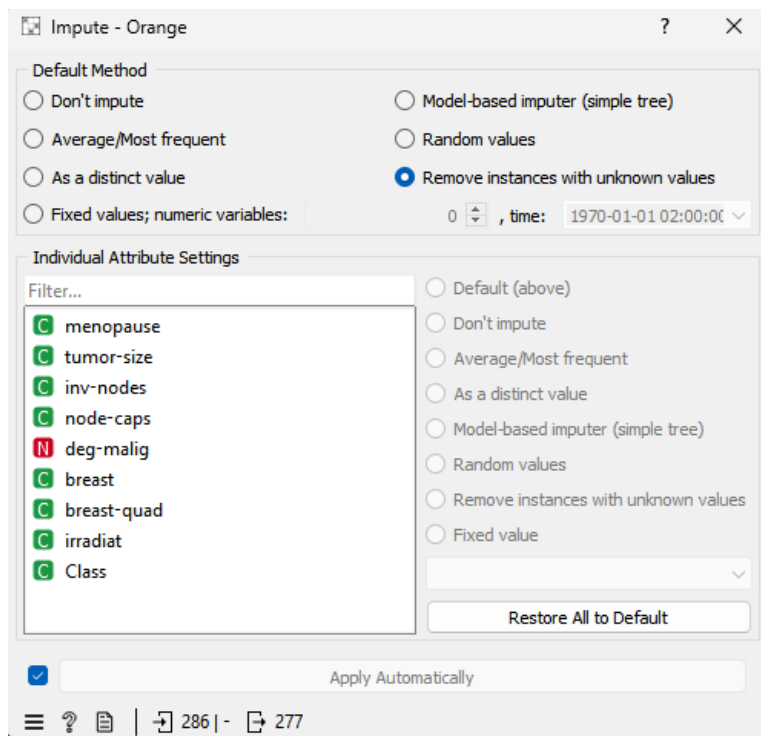 Impute - Orange ? ×
Default Method
Don't impute
Model-based imputer (simple tree)
Average/Most frequent
Random values
As a distinct value
Remove instances with unknown values
Fixed values; numeric variables: 0 , time: 1970-01-01 02:00:00
Individual Attribute Settings
Filter...
C menopause
C tumor-size
C inv-nodes
C node-caps
N deg-malig
C breast
C breast-quad
C irradiat
C Class
Default (above)
Don't impute
Average/Most frequent
As a distinct value
Model-based imputer (simple tree)
Random values
Remove instances with unknown values
Fixed value
Restore All to Default
Apply Automatically
? 286 | - 277